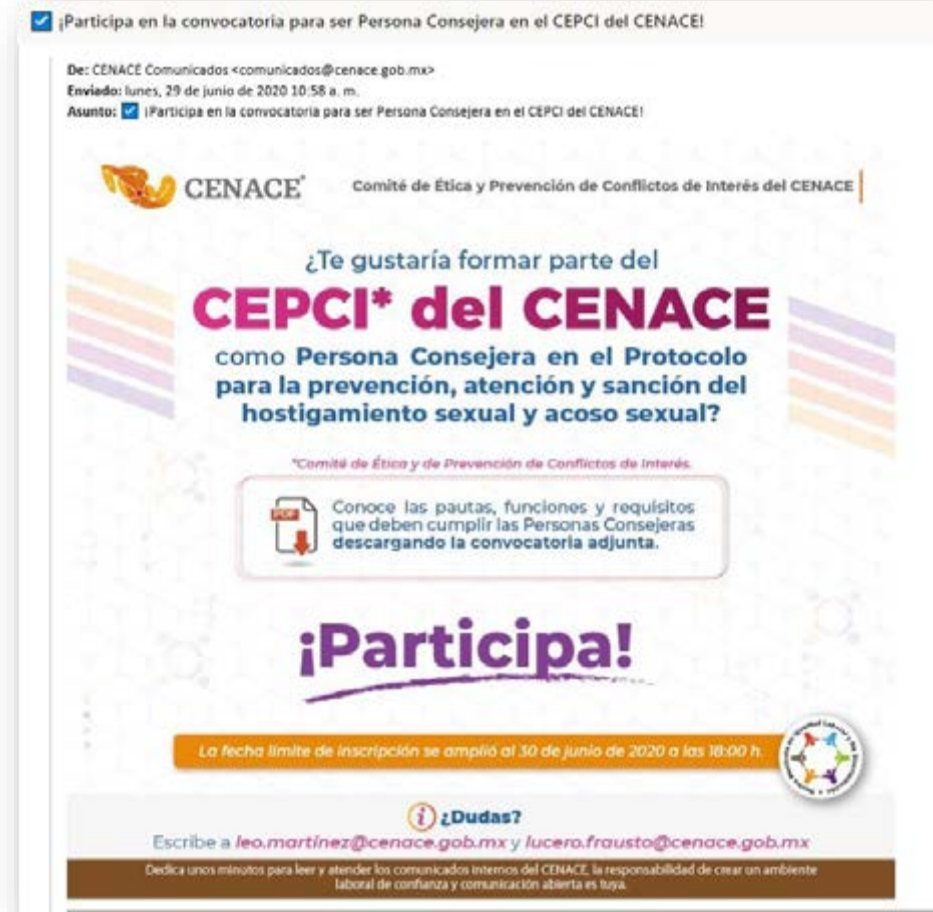 ¡Participa en la convocatoria para ser Persona Consejera en el CEPCI del CENACE!
De: CENACE Comunicados <comunicados@cenace.gob.mx>
Enviado: lunes, 29 de junio de 2020 10:58 a. m.
Asunto: ¡Participa en la convocatoria para ser Persona Consejera en el CEPCI del CENACE!
CENACE®
Comité de Ética y Prevención de Conflictos de Interés del CENACE
¿Te gustaría formar parte del
CEPCI* del CENACE
como Persona Consejera en el Protocolo
para la prevención, atención y sanción del
hostigamiento sexual y acoso sexual?
*Comité de Ética y de Prevención de Conflictos de Interés.
PDF
Conoce las pautas, funciones y requisitos
que deben cumplir las Personas Consejeras
descargando la convocatoria adjunta.
¡Participa!
La fecha límite de inscripción se amplió al 30 de junio de 2020 a las 18:00 h.
i ¿Dudas?
Escribe a leo.martínez@cenace.gob.mx y lucero.frausto@cenace.gob.mx
Dedica unos minutos para leer y atender los comunicados internos del CENACE, la responsabilidad de crear un ambiente
laboral de confianza y comunicación abierta es tuya.